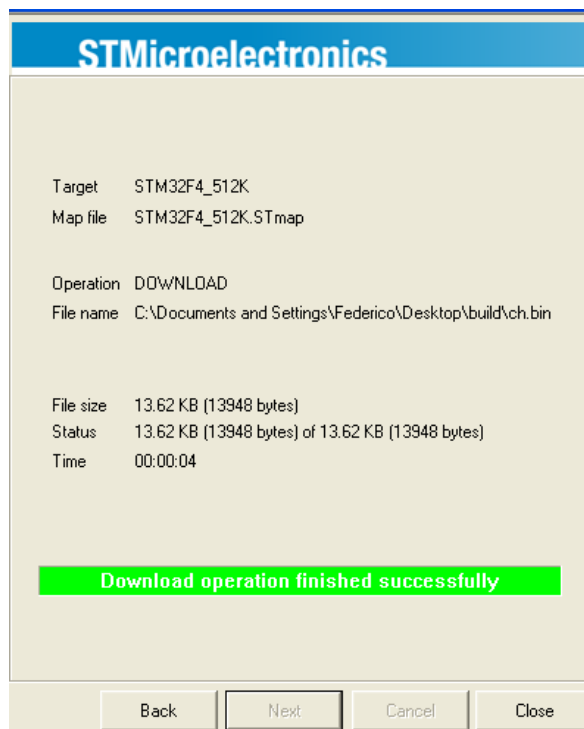 STMicroelectronics
Target STM32F4_512K
Map file STM32F4_512K.STmap
Operation DOWNLOAD
File name C:\Documents and Settings\Federico\Desktop\build\ch.bin
File size 13.62 KB (13948 bytes)
Status 13.62 KB (13948 bytes) of 13.62 KB (13948 bytes)
Time 00:00:04
Download operation finished successfully
Back Next Cancel Close